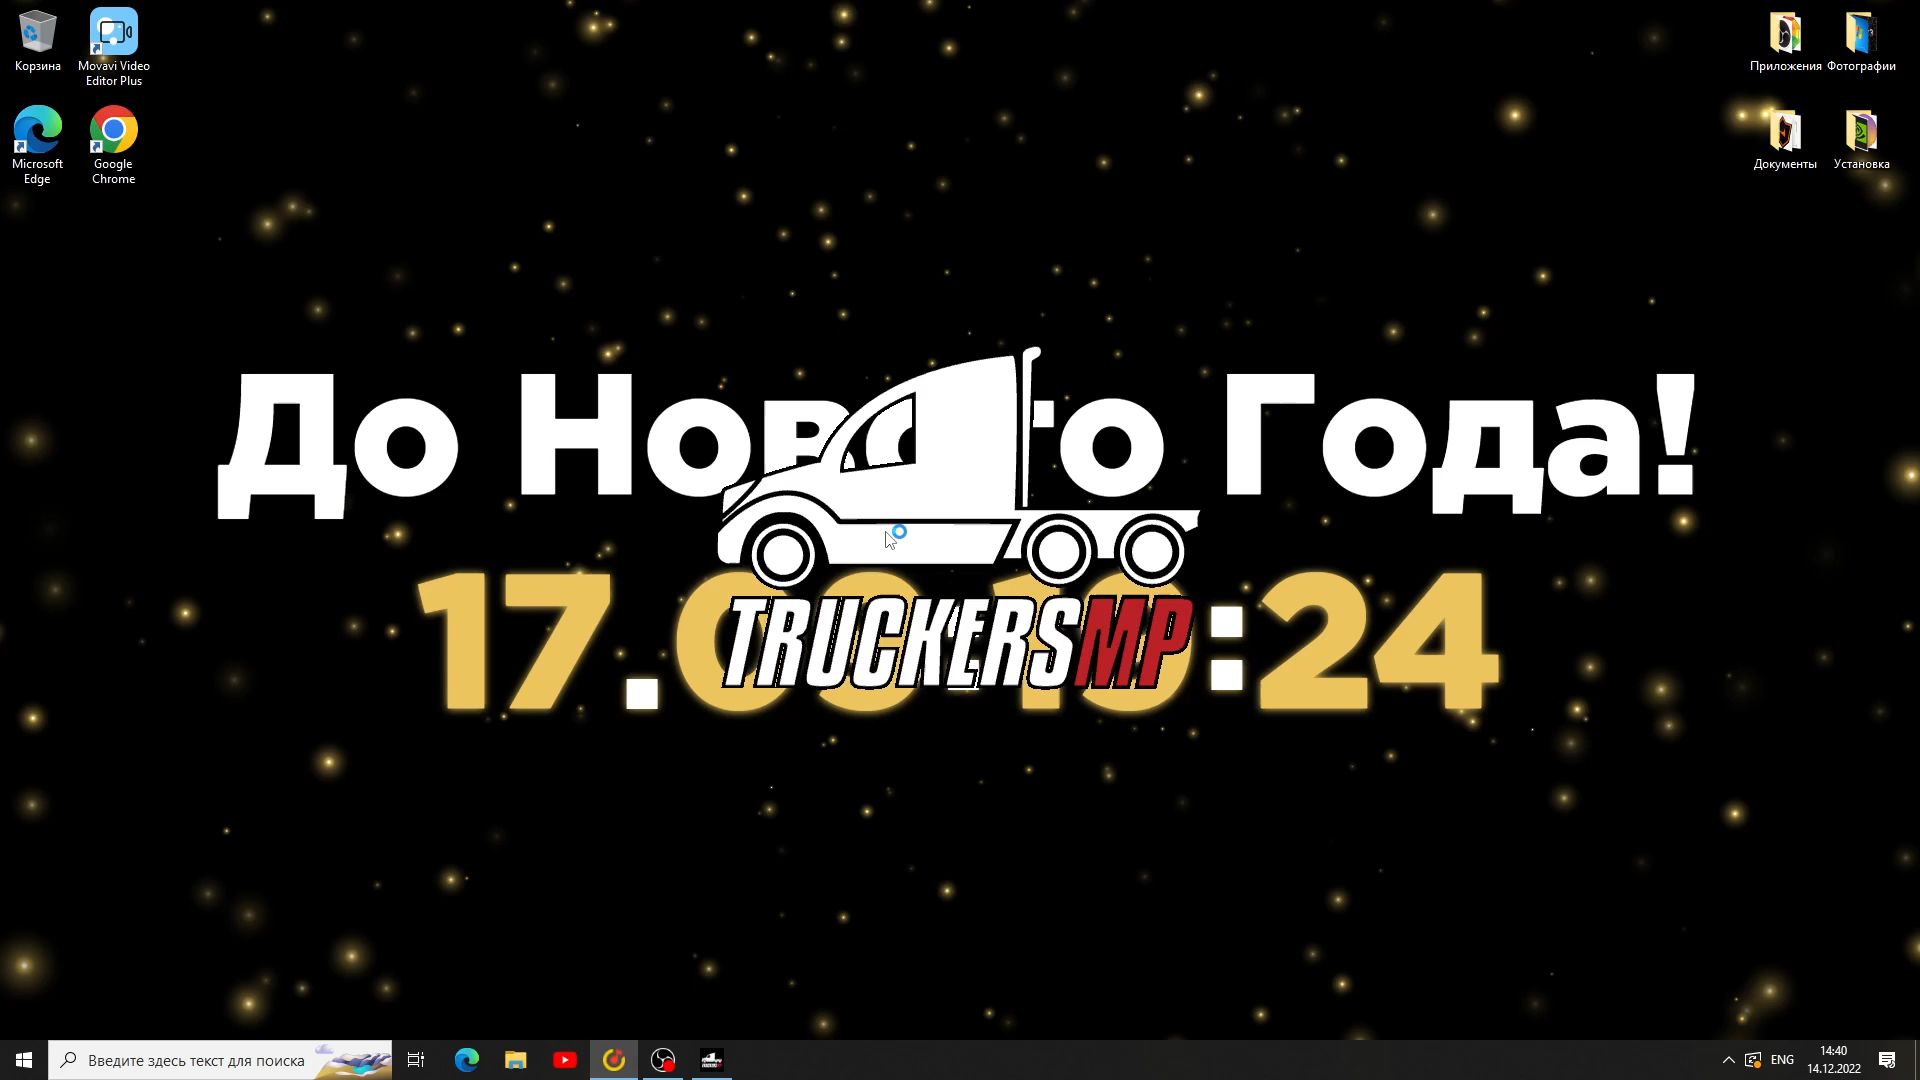 Корзина
Movavi Video
Editor Plus
Microsoft
Edge
Google
Chrome
Приложения
Фотографии
Документы
Установка
До Нового Года!
17. :24
TRUCKERSMP
Введите здесь текст для поиска
ENG
14:40
14.12.2022